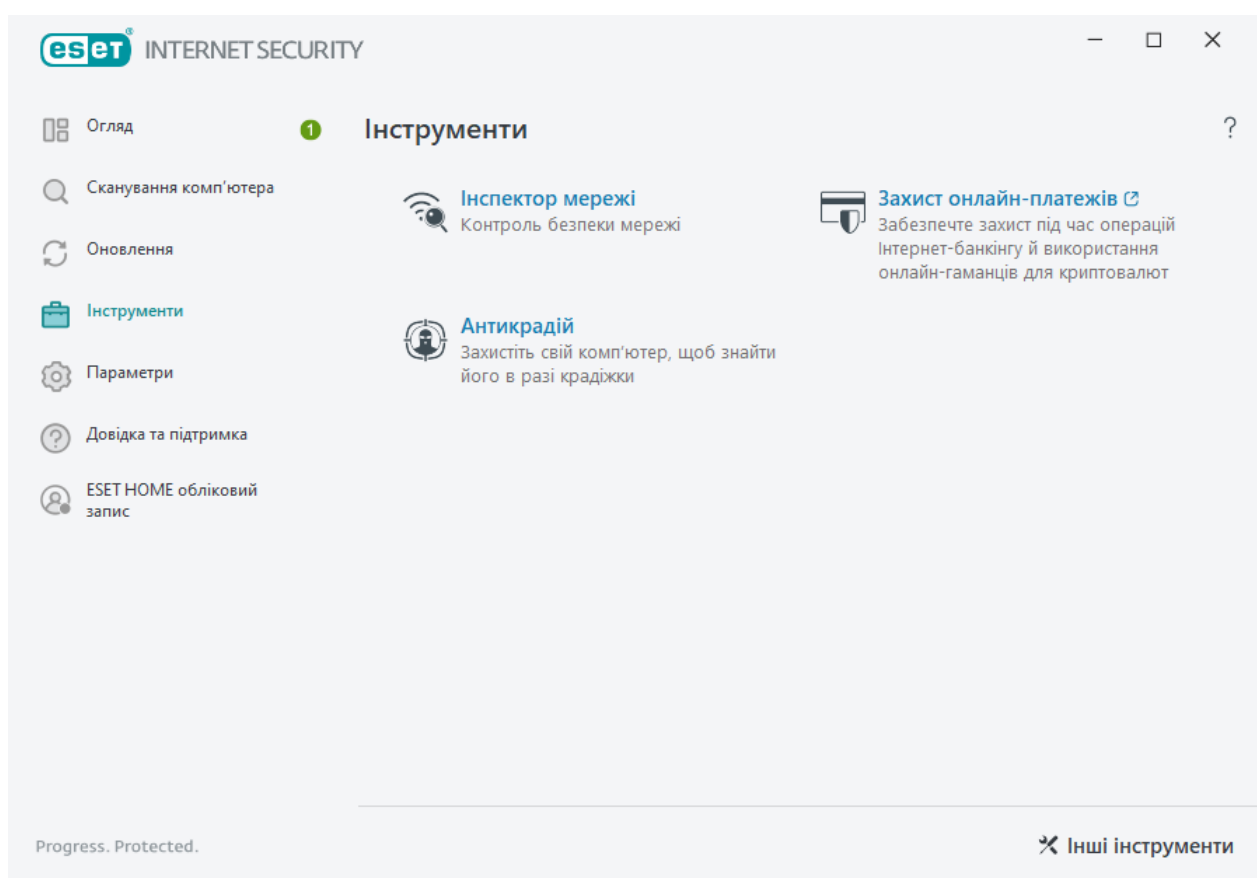 eset® INTERNET SECURITY
Огляд
1
Сканування комп'ютера
Оновлення
Інструменти
Параметри
Довідка та підтримка
ESET HOME обліковий
запис
Інструменти
?
Інспектор мережі
Контроль безпеки мережі
Захист онлайн-платежів
Забезпечте захист під час операцій
Інтернет-банкінгу й використання
онлайн-гаманців для криптовалют
Антикрадій
Захистіть свій комп'ютер, щоб знайти
його в разі крадіжки
Progress. Protected.
Інші інструменти